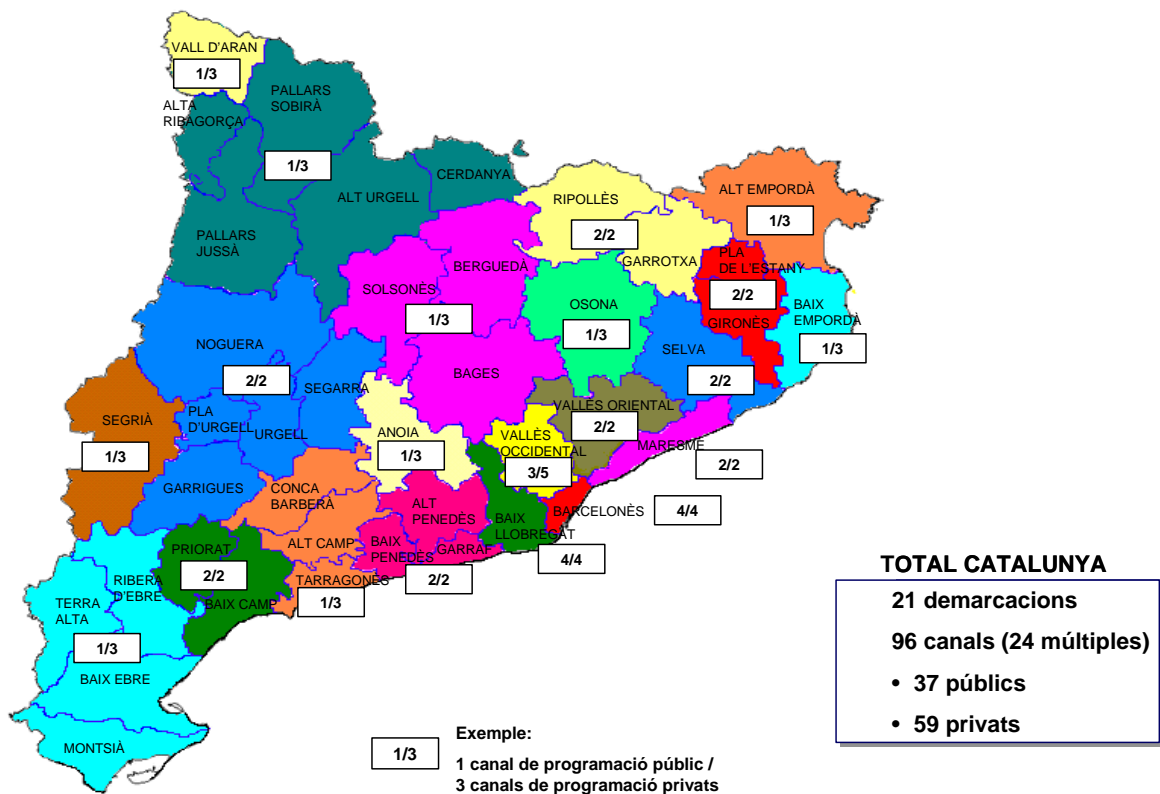 VALL D'ARAN
1/3
ALTA
RIBAGORÇA
PALLARS
SOBIRÀ
1/3
CERDANYA
ALT URGELL
PALLARS
JUSSÀ
RIPOLLÈS
2/2
GARROTXA
ALT EMPORDÀ
1/3
PLA
DE L'ESTANY
2/2
GIRONÈS
BAIX
EMPORDÀ
1/3
BERGUEDÀ
SOLSONÈS
1/3
BAGES
OSONA
1/3
SELVA
2/2
NOGUERA
2/2
SEGARRA
PLA
D'URGELL
URGELL
GARRIGUES
SEGRIÀ
1/3
ANOIA
1/3
VALLÈS ORIENTAL
2/2
VALLÈS
OCCIDENTAL
3/5
MARESME
2/2
BARCELONÈS
4/4
BAIX
LLOBREGAT
4/4
CONCA
BARBERÀ
ALT CAMP
TARRAGONÈS
1/3
ALT
PENEDÈS
BAIX
PENEDÈS
GARRAF
2/2
PRIORAT
2/2
BAIX CAMP
RIBERA
D'EBRE
TERRA
ALTA
1/3
BAIX EBRE
MONTSIÀ
TOTAL CATALUNYA
21 demarcacions
96 canals (24 múltiples)
• 37 públics
• 59 privats
1/3
Exemple:
1 canal de programació públic /
3 canals de programació privats